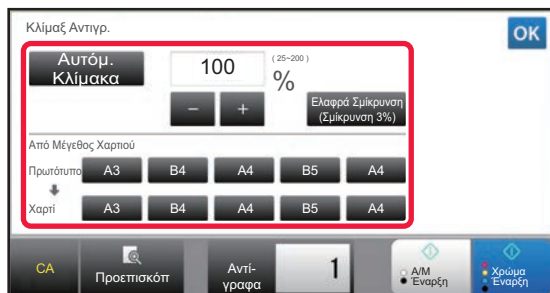 Κλίμαξ Αντιγρ.
OK
Αυτόμ.
Κλίμακα
100
(25~200)
%
−
+
Ελαφρά Σμίκρυνση
(Σμίκρυνση 3%)
Από Μέγεθος Χαρτιού
Πρωτότυπο A3 B4 A4 B5 A4
Χαρτί A3 B4 A4 B5 A4
CA
Προεπισκόπ
Αντί-
γραφα
1
Α/Μ
Έναρξη
Χρώμα
Έναρξη